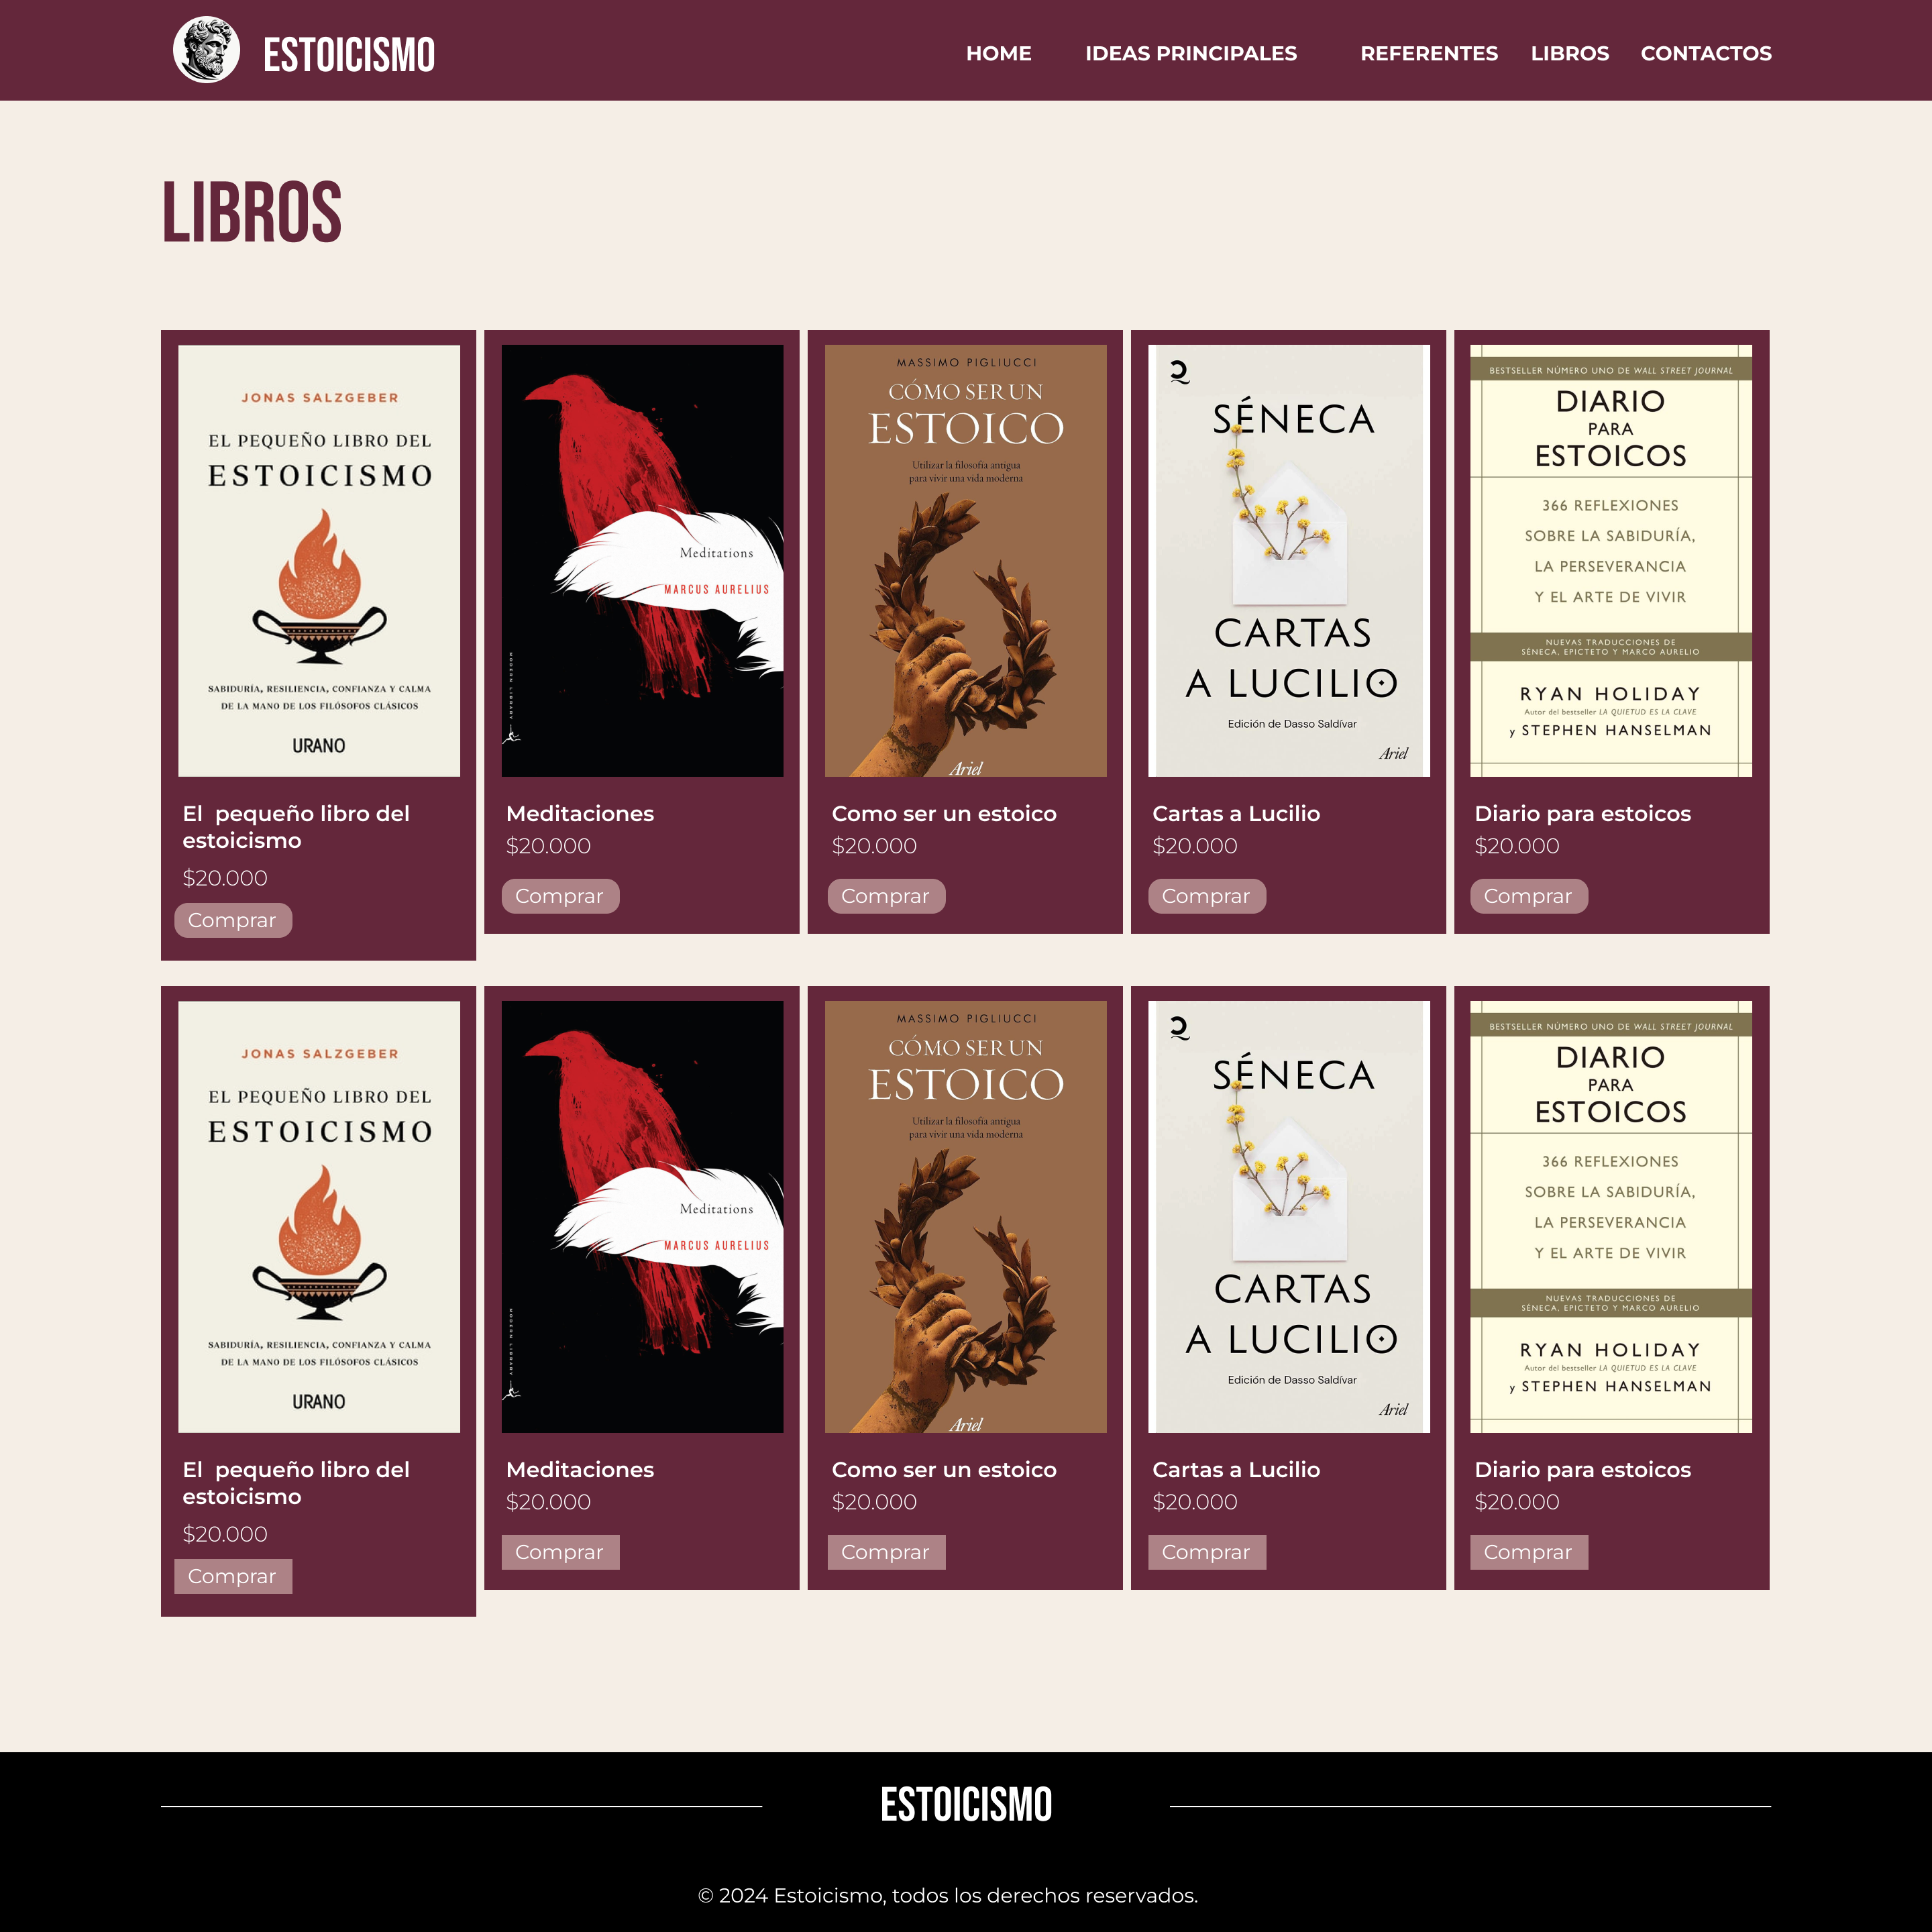 ESTOICISMO
HOME IDEAS PRINCIPALES REFERENTES LIBROS CONTACTOS
LIBROS
JONAS SALZGEBER
EL PEQUEÑO LIBRO DEL
ESTOICISMO
SABIDURÍA, RESILIENCIA, CONFIANZA Y CALMA
DE LA MANO DE LOS FILÓSOFOS CLÁSICOS
URANO
El  pequeño libro del
estoicismo
$20.000
Comprar
Meditations
MARCUS AURELIUS
MODERN LIBRARY
Meditaciones
$20.000
Comprar
MASSIMO PIGLIUCCI
CÓMO SER UN
ESTOICO
Utilizar la filosofía antigua
para vivir una vida moderna
Ariel
Como ser un estoico
$20.000
Comprar
SÉNECA
CARTAS
A LUCILIO
Edición de Dasso Saldívar
Ariel
Cartas a Lucilio
$20.000
Comprar
BESTSELLER NÚMERO UNO DE WALL STREET JOURNAL
DIARIO
PARA
ESTOICOS
366 REFLEXIONES
SOBRE LA SABIDURÍA,
LA PERSEVERANCIA
Y EL ARTE DE VIVIR
NUEVAS TRADUCCIONES DE
SÉNECA, EPICTETO Y MARCO AURELIO
RYAN HOLIDAY
Autor del bestseller LA QUIETUD ES LA CLAVE
y STEPHEN HANSELMAN
Diario para estoicos
$20.000
Comprar
JONAS SALZGEBER
EL PEQUEÑO LIBRO DEL
ESTOICISMO
SABIDURÍA, RESILIENCIA, CONFIANZA Y CALMA
DE LA MANO DE LOS FILÓSOFOS CLÁSICOS
URANO
El  pequeño libro del
estoicismo
$20.000
Comprar
Meditations
MARCUS AURELIUS
MODERN LIBRARY
Meditaciones
$20.000
Comprar
MASSIMO PIGLIUCCI
CÓMO SER UN
ESTOICO
Utilizar la filosofía antigua
para vivir una vida moderna
Ariel
Como ser un estoico
$20.000
Comprar
SÉNECA
CARTAS
A LUCILIO
Edición de Dasso Saldívar
Ariel
Cartas a Lucilio
$20.000
Comprar
BESTSELLER NÚMERO UNO DE WALL STREET JOURNAL
DIARIO
PARA
ESTOICOS
366 REFLEXIONES
SOBRE LA SABIDURÍA,
LA PERSEVERANCIA
Y EL ARTE DE VIVIR
NUEVAS TRADUCCIONES DE
SÉNECA, EPICTETO Y MARCO AURELIO
RYAN HOLIDAY
Autor del bestseller LA QUIETUD ES LA CLAVE
y STEPHEN HANSELMAN
Diario para estoicos
$20.000
Comprar
ESTOICISMO
© 2024 Estoicismo, todos los derechos reservados.